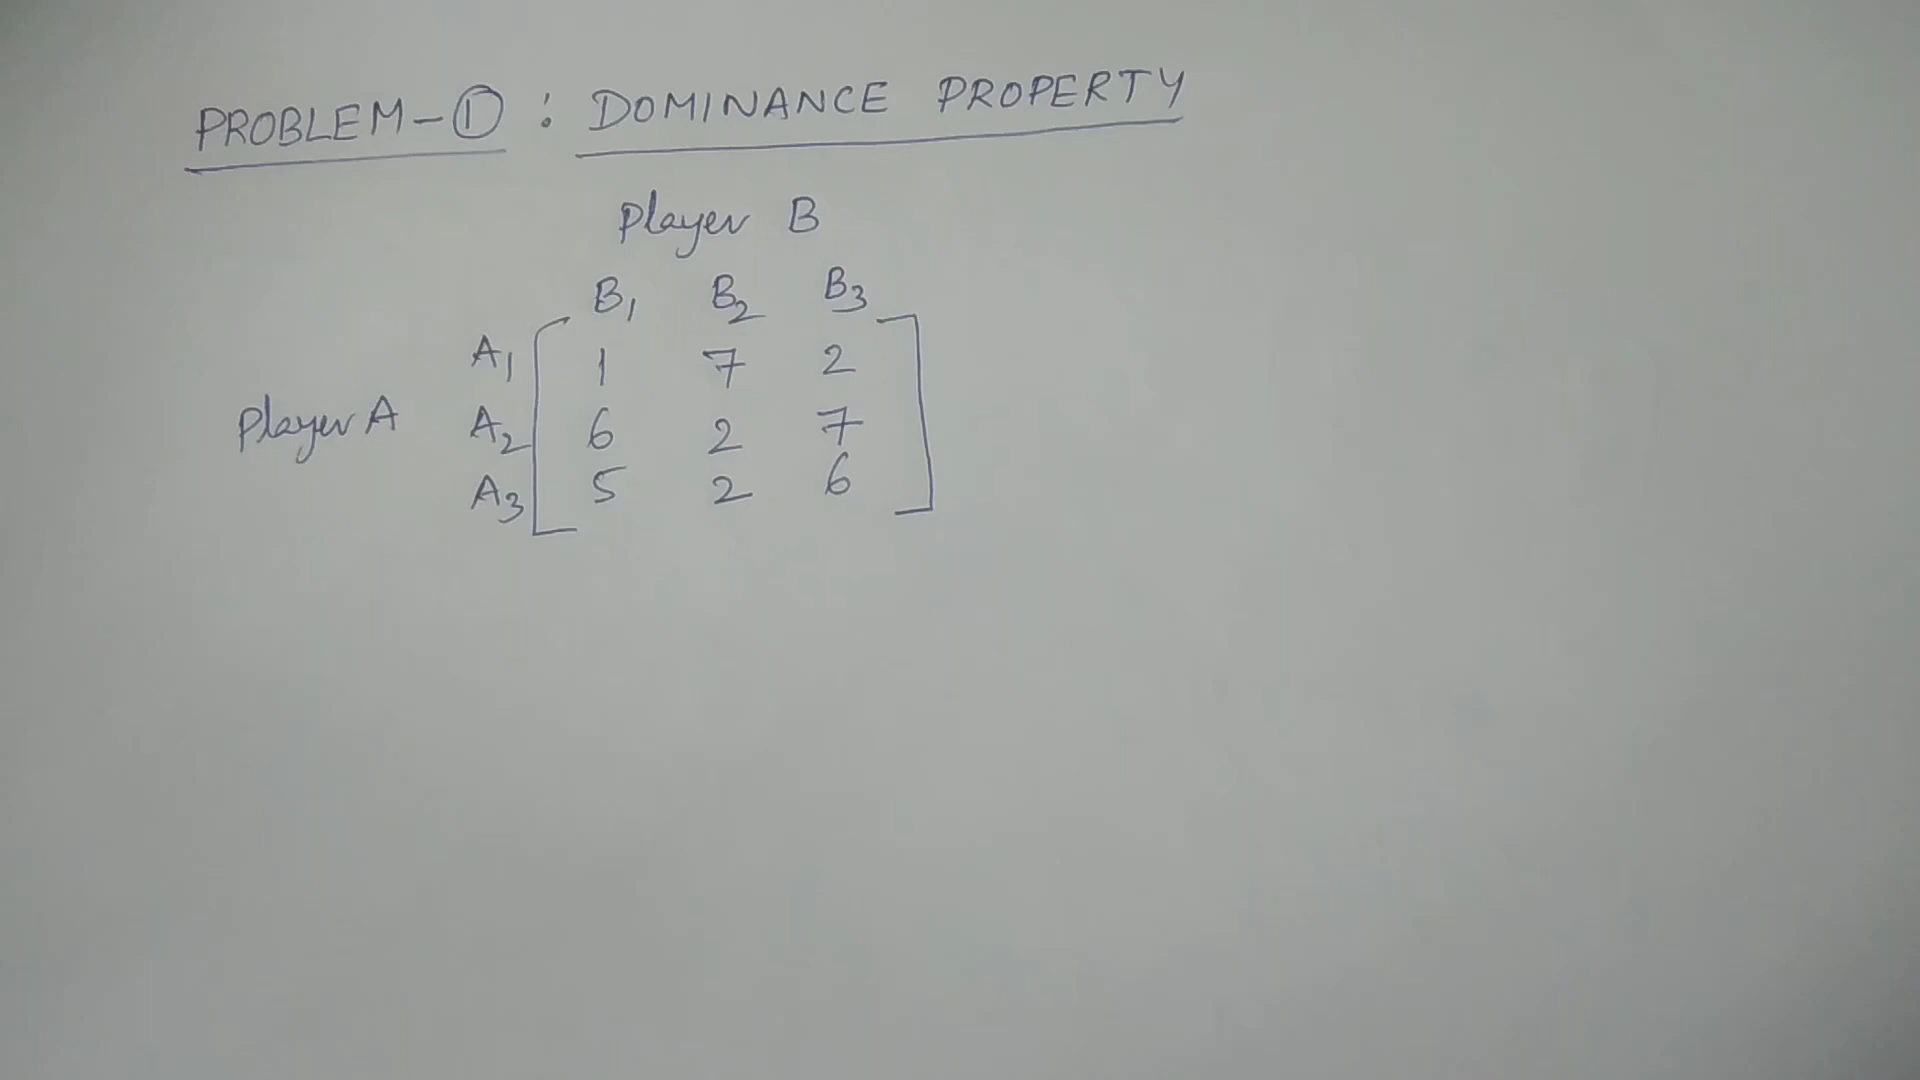 PROBLEM-① : DOMINANCE PROPERTY
Player B
B₁ B₂ B₃
A₁ 1 7 2
Player A A₂ 6 2 7
A₃ 5 2 6